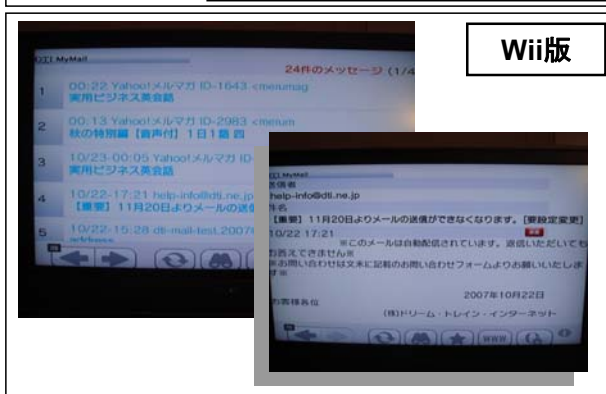 Wii版
DTI MyMail
24件のメッセージ (1/4
1 00:22 Yahoo!メルマガ ID-1643 <merumag
実用ビジネス英会話
2 00:13 Yahoo!メルマガ ID-2983 <merum
秋の特別編【音声付】1日1題 四
3 10/23-00:05 Yahoo!メルマガ ID
実用ビジネス英会話
4 10/22-17:21 help-info@dti.ne.jp
【重要】11月20日よりメールの送信
5 10/22-15:28 dti-mail-test.2007
DTI MyMail
送信者
help-info@dti.ne.jp
件名
【重要】11月20日よりメールの送信ができなくなります。[要設定変更]
10/22 17:21
※このメールは自動配信されています。返信いただいても
お答えできません※
※お問い合わせは文末に記載のお問い合わせフォームよりお願いいたしま
す※
2007年10月22日
お客様各位
(株)ドリーム・トレイン・インターネット
WWW